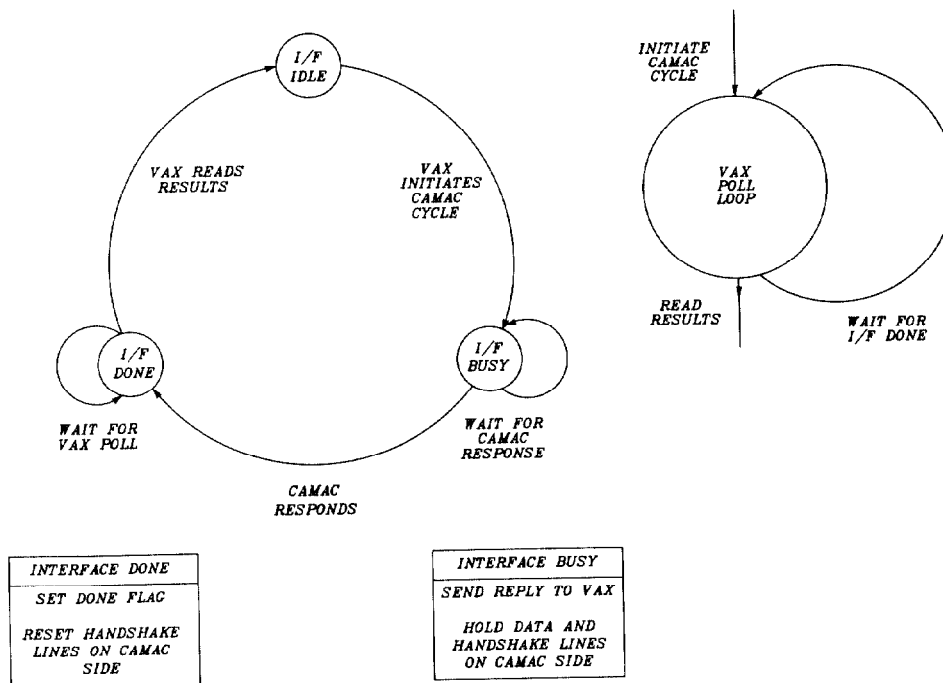 I/F
IDLE
VAX READS
RESULTS
VAX
INITIATES
CAMAC
CYCLE
I/F
DONE
I/F
BUSY
WAIT FOR
VAX POLL
WAIT FOR
CAMAC
RESPONSE
CAMAC
RESPONDS
INITIATE
CAMAC
CYCLE
VAX
POLL
LOOP
READ
RESULTS
WAIT FOR
I/F DONE
INTERFACE DONE
SET DONE FLAG
RESET HANDSHAKE
LINES ON CAMAC
SIDE
INTERFACE BUSY
SEND REPLY TO VAX
HOLD DATA AND
HANDSHAKE LINES
ON CAMAC SIDE